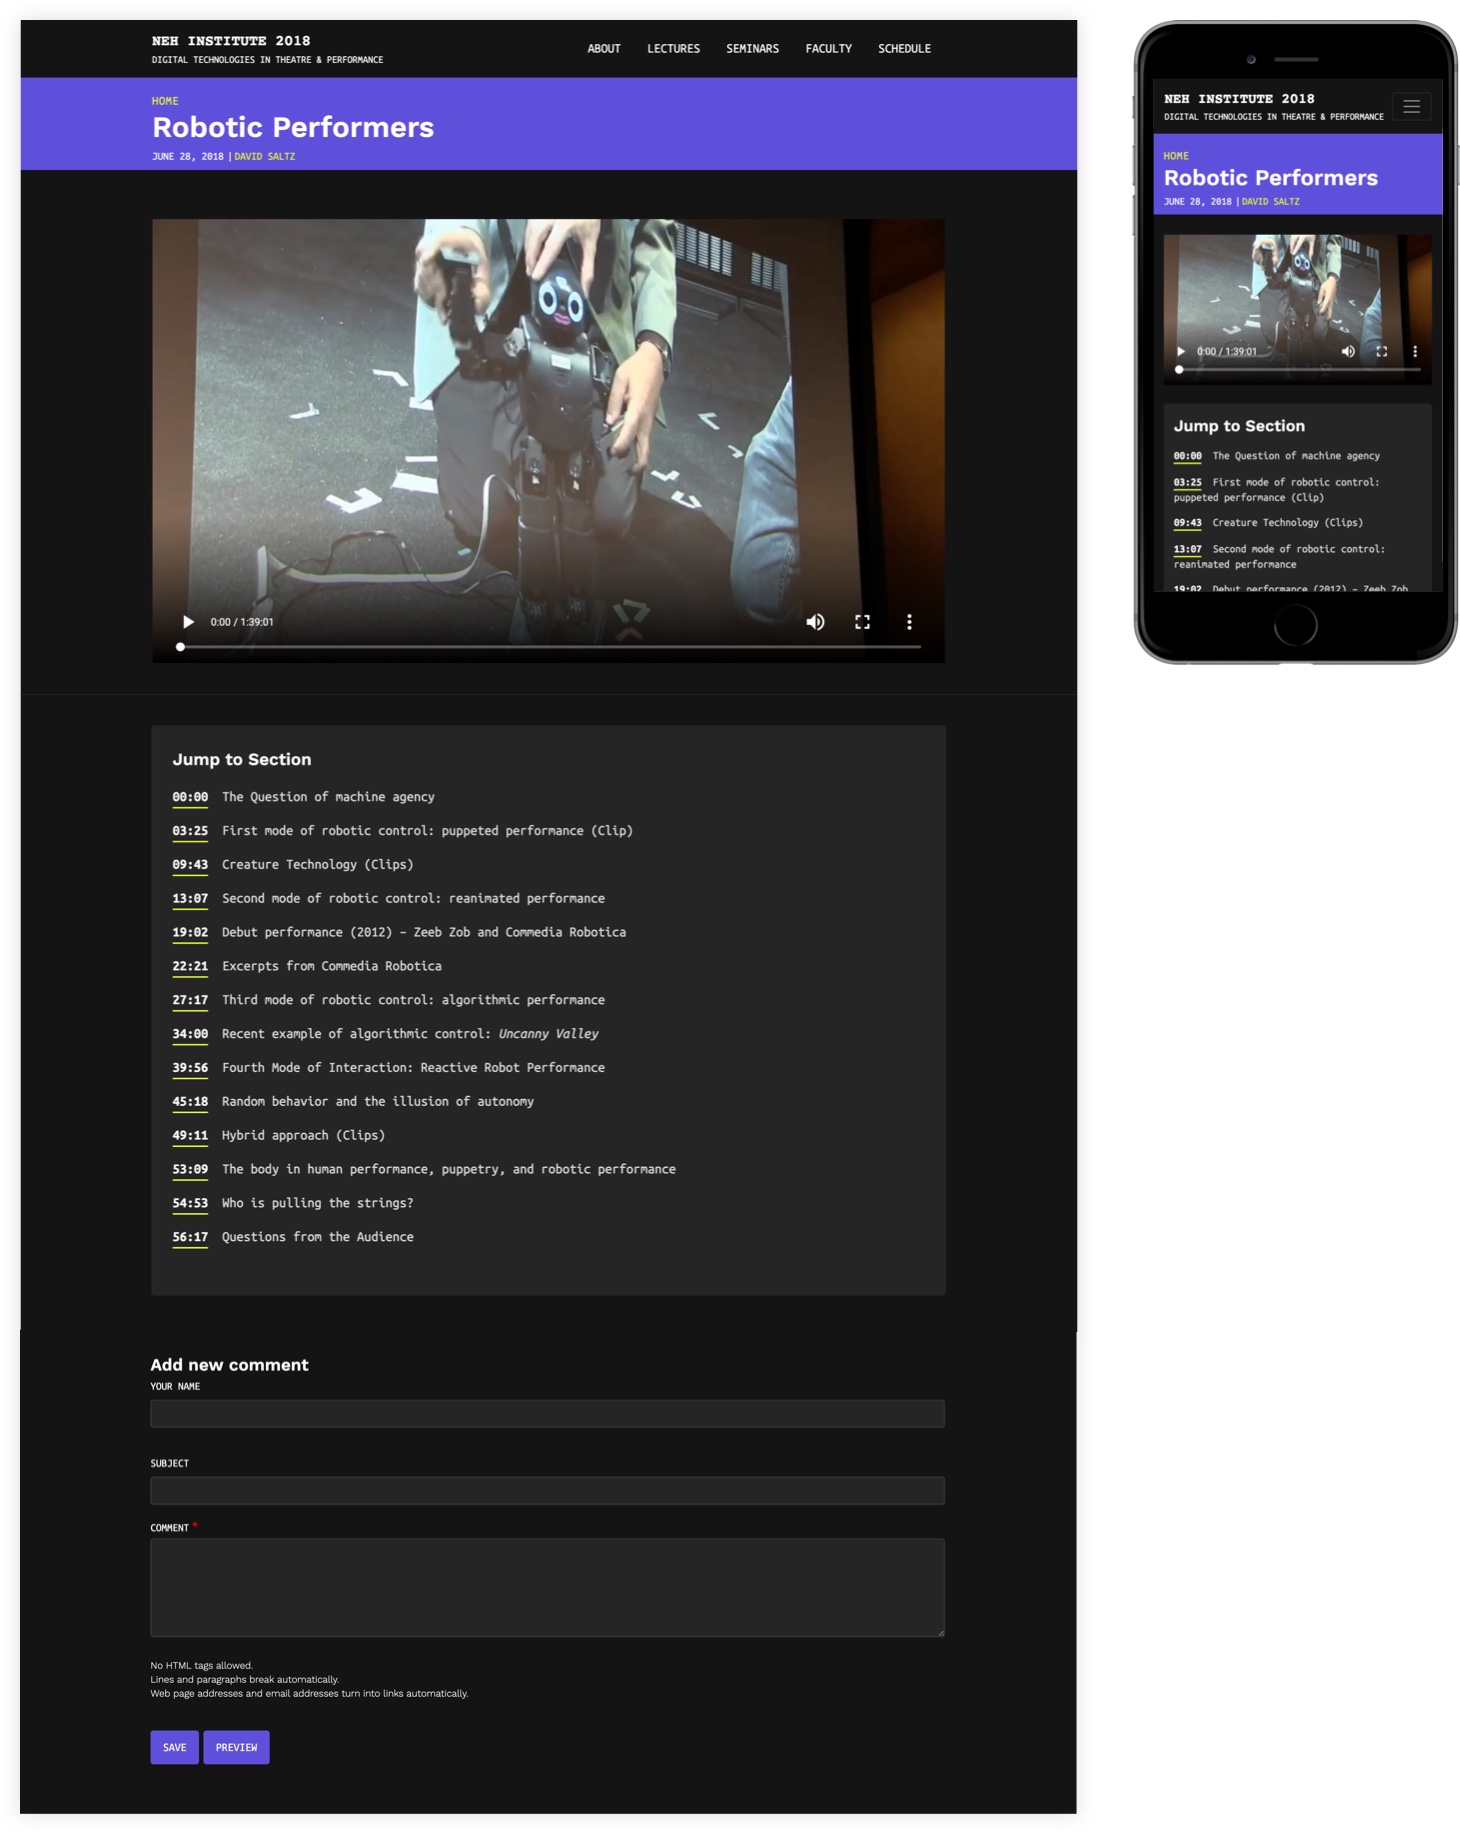 NEH INSTITUTE 2018
DIGITAL TECHNOLOGIES IN THEATRE & PERFORMANCE
ABOUT LECTURES SEMINARS FACULTY SCHEDULE
HOME
Robotic Performers
JUNE 28, 2018 | DAVID SALTZ
0:00 / 1:39:01
Jump to Section
00:00 The Question of machine agency
03:25 First mode of robotic control: puppeted performance (Clip)
09:43 Creature Technology (Clips)
13:07 Second mode of robotic control: reanimated performance
19:02 Debut performance (2012) – Zeeb Zob and Commedia Robotica
22:21 Excerpts from Commedia Robotica
27:17 Third mode of robotic control: algorithmic performance
34:00 Recent example of algorithmic control: Uncanny Valley
39:56 Fourth Mode of Interaction: Reactive Robot Performance
45:18 Random behavior and the illusion of autonomy
49:11 Hybrid approach (Clips)
53:09 The body in human performance, puppetry, and robotic performance
54:53 Who is pulling the strings?
56:17 Questions from the Audience
Add new comment
YOUR NAME
SUBJECT
COMMENT *
No HTML tags allowed.
Lines and paragraphs break automatically.
Web page addresses and email addresses turn into links automatically.
SAVE PREVIEW
NEH INSTITUTE 2018
DIGITAL TECHNOLOGIES IN THEATRE & PERFORMANCE
HOME
Robotic Performers
JUNE 28, 2018 | DAVID SALTZ
0:00 / 1:39:01
Jump to Section
00:00 The Question of machine agency
03:25 First mode of robotic control:
puppeted performance (Clip)
09:43 Creature Technology (Clips)
13:07 Second mode of robotic control:
reanimated performance
19:02 Debut performance (2012) – Zeeb Zob